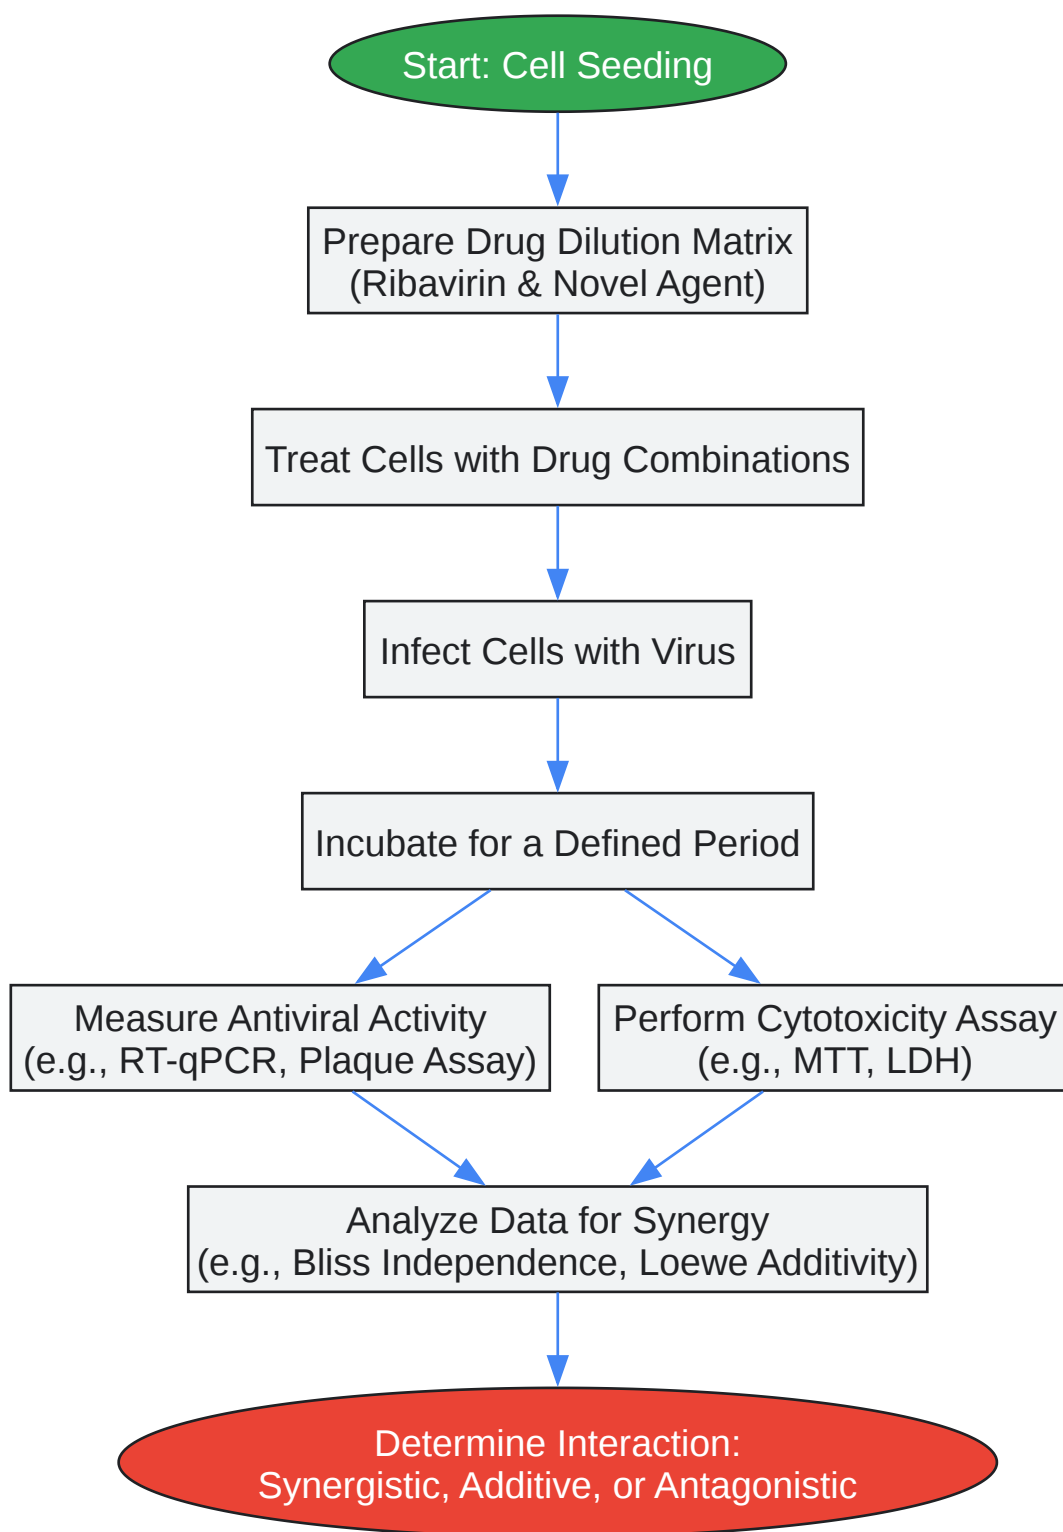 Start: Cell Seeding
Prepare Drug Dilution Matrix
(Ribavirin & Novel Agent)
Treat Cells with Drug Combinations
Infect Cells with Virus
Incubate for a Defined Period
Measure Antiviral Activity
(e.g., RT-qPCR, Plaque Assay)
Perform Cytotoxicity Assay
(e.g., MTT, LDH)
Analyze Data for Synergy
(e.g., Bliss Independence, Loewe Additivity)
Determine Interaction:
Synergistic, Additive, or Antagonistic